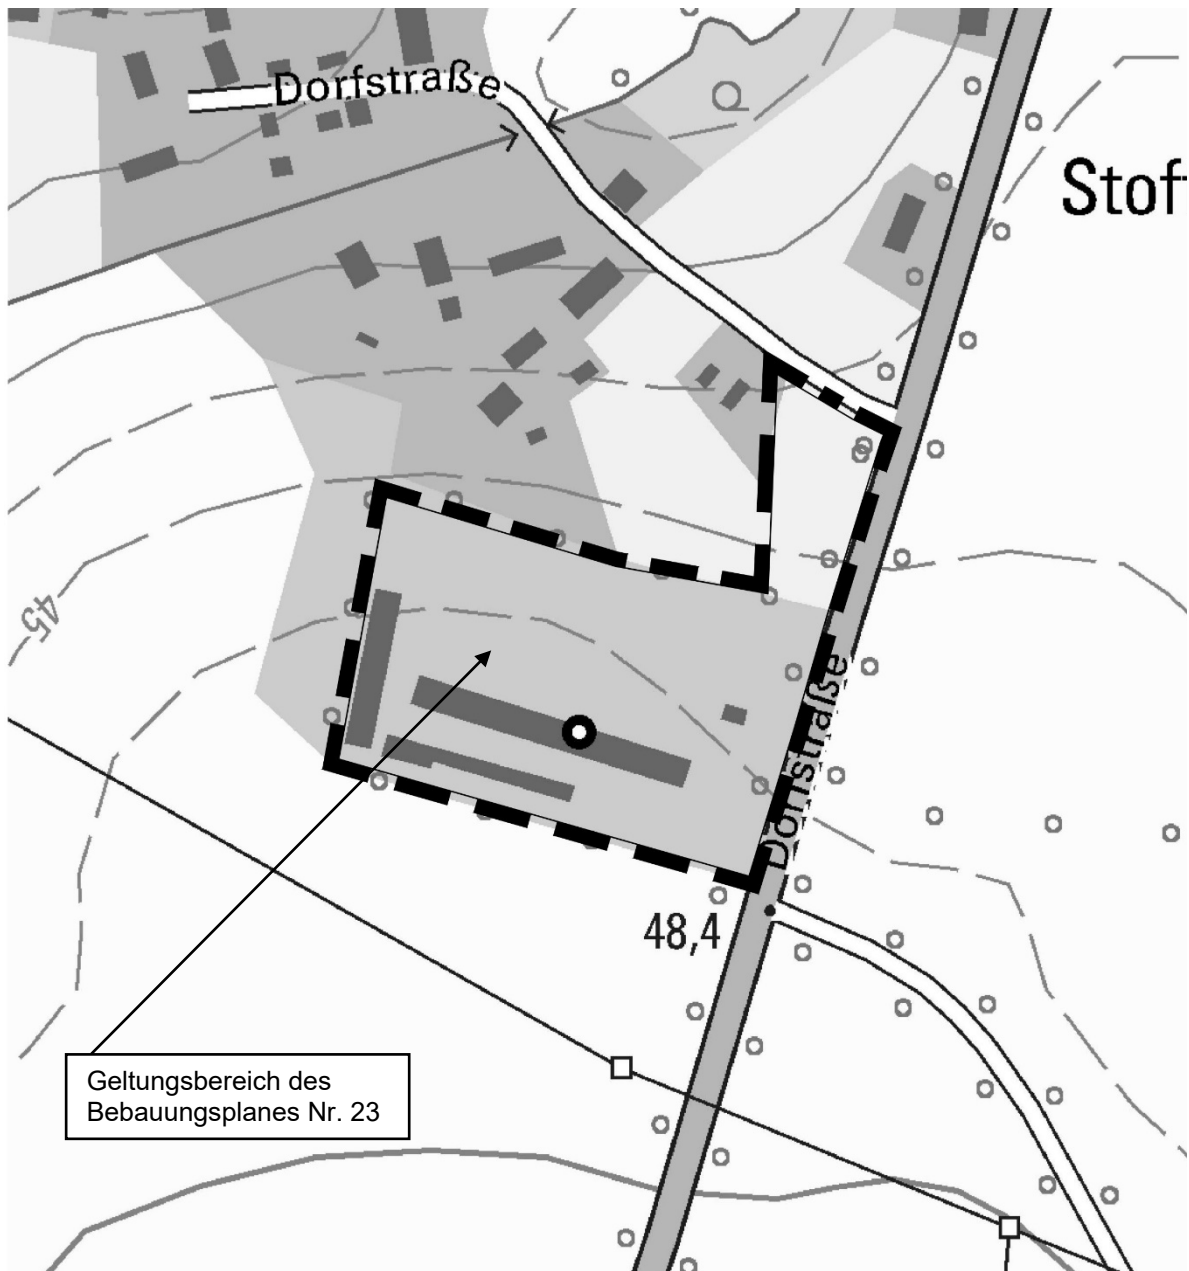 Dorfstraße
Stof
45
Dorfstraße
48,4
Geltungsbereich des
Bebauungsplanes Nr. 23